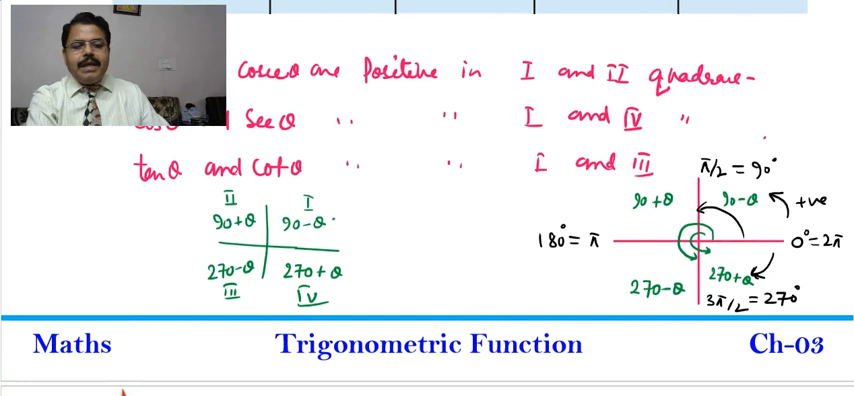 cosecθ are Positive in I and II quadrane-
Secθ " " I and IV "
tanθ and Cotθ " " I and III
II I
90+θ 90-θ
270-θ 270+θ
III IV
π/2 = 90°
90+θ 90-θ +ve
180° = π 0° = 2π
270-θ 270+θ
3π/2 = 270°
Maths Trigonometric Function Ch-03